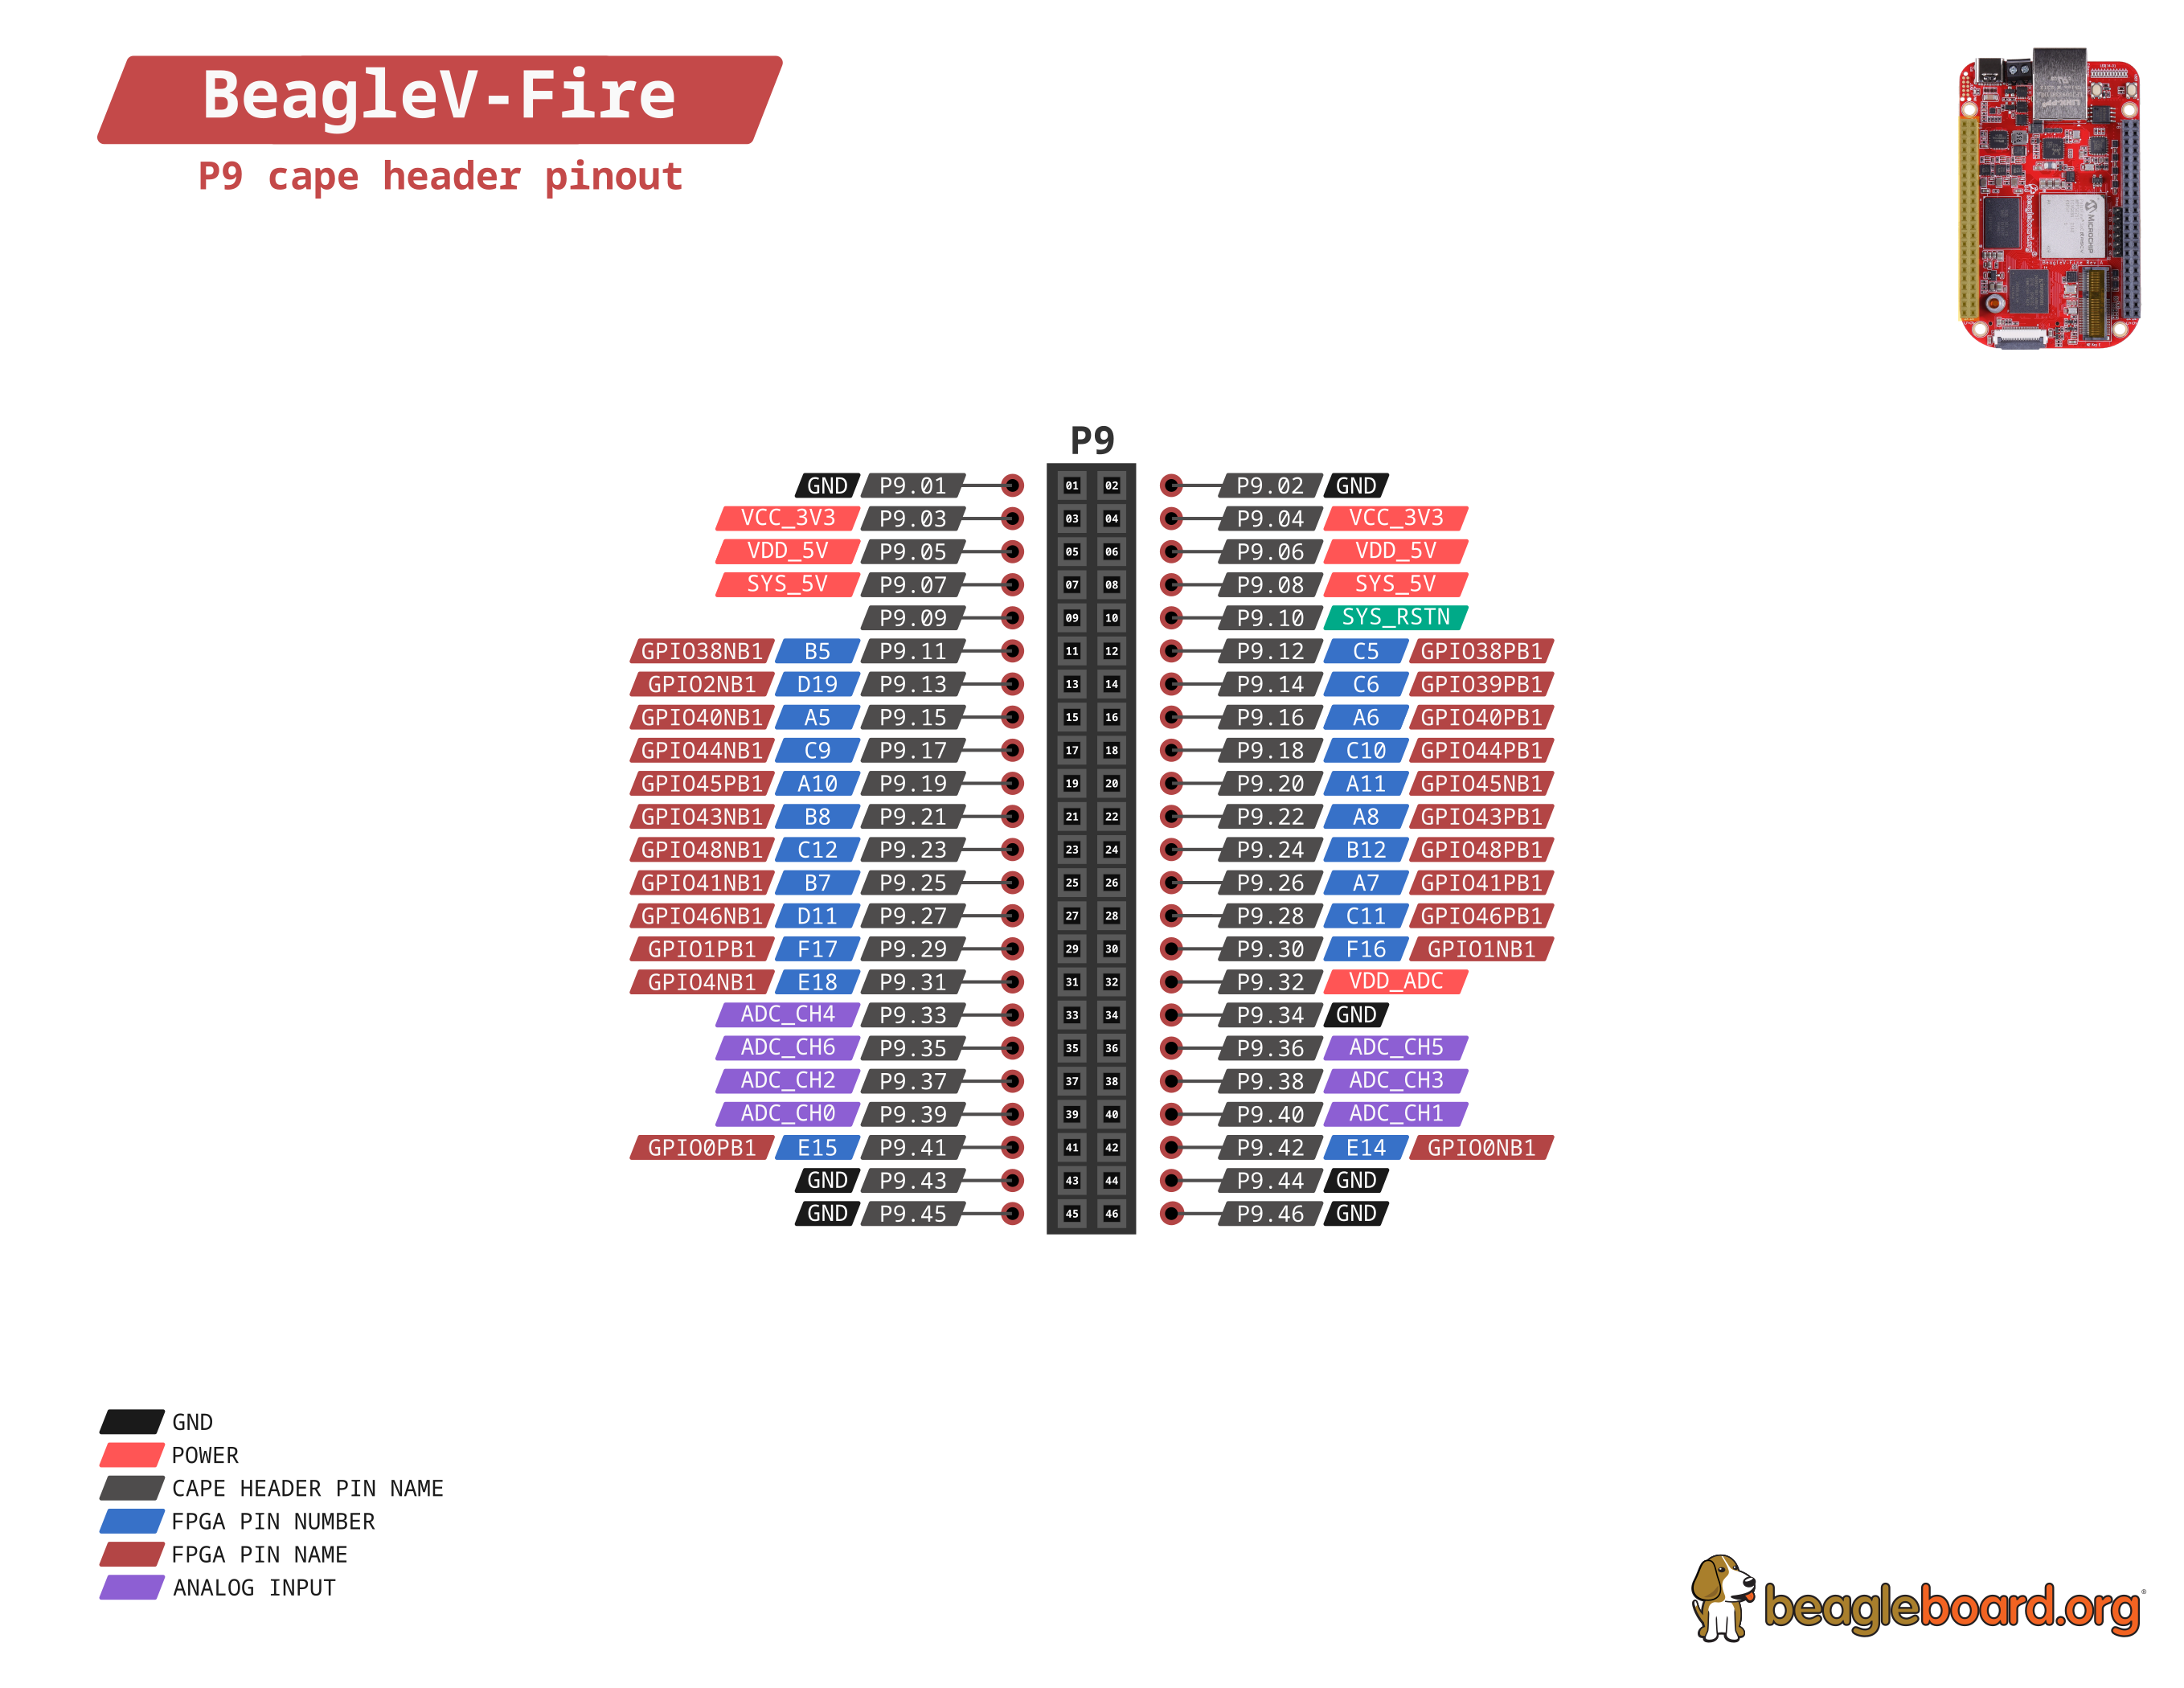 BeagleV-Fire
P9 cape header pinout
P9
GND P9.01 01 02 P9.02 GND
VCC_3V3 P9.03 03 04 P9.04 VCC_3V3
VDD_5V P9.05 05 06 P9.06 VDD_5V
SYS_5V P9.07 07 08 P9.08 SYS_5V
P9.09 09 10 P9.10 SYS_RSTN
GPIO38NB1 B5 P9.11 11 12 P9.12 C5 GPIO38PB1
GPIO2NB1 D19 P9.13 13 14 P9.14 C6 GPIO39PB1
GPIO40NB1 A5 P9.15 15 16 P9.16 A6 GPIO40PB1
GPIO44NB1 C9 P9.17 17 18 P9.18 C10 GPIO44PB1
GPIO45PB1 A10 P9.19 19 20 P9.20 A11 GPIO45NB1
GPIO43NB1 B8 P9.21 21 22 P9.22 A8 GPIO43PB1
GPIO48NB1 C12 P9.23 23 24 P9.24 B12 GPIO48PB1
GPIO41NB1 B7 P9.25 25 26 P9.26 A7 GPIO41PB1
GPIO46NB1 D11 P9.27 27 28 P9.28 C11 GPIO46PB1
GPIO1PB1 F17 P9.29 29 30 P9.30 F16 GPIO1NB1
GPIO4NB1 E18 P9.31 31 32 P9.32 VDD_ADC
ADC_CH4 P9.33 33 34 P9.34 GND
ADC_CH6 P9.35 35 36 P9.36 ADC_CH5
ADC_CH2 P9.37 37 38 P9.38 ADC_CH3
ADC_CH0 P9.39 39 40 P9.40 ADC_CH1
GPIO0PB1 E15 P9.41 41 42 P9.42 E14 GPIO0NB1
GND P9.43 43 44 P9.44 GND
GND P9.45 45 46 P9.46 GND
GND
POWER
CAPE HEADER PIN NAME
FPGA PIN NUMBER
FPGA PIN NAME
ANALOG INPUT
beagleboard.org®
MICROCHIP